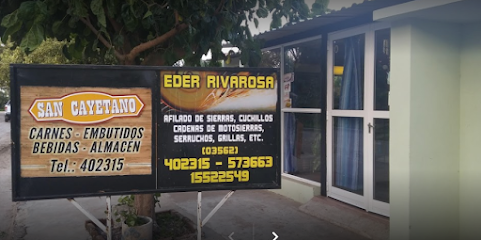 SAN CAYETANO
CARNES - EMBUTIDOS
BEBIDAS - ALMACÉN
Tel.: 402315
EDER RIVAROSA
AFILADO DE SIERRAS, CUCHILLOS
CADENAS DE MOTOSIERRAS,
SERRUCHOS, GRILLAS, ETC.
(03562)
402315 - 573663
15522549